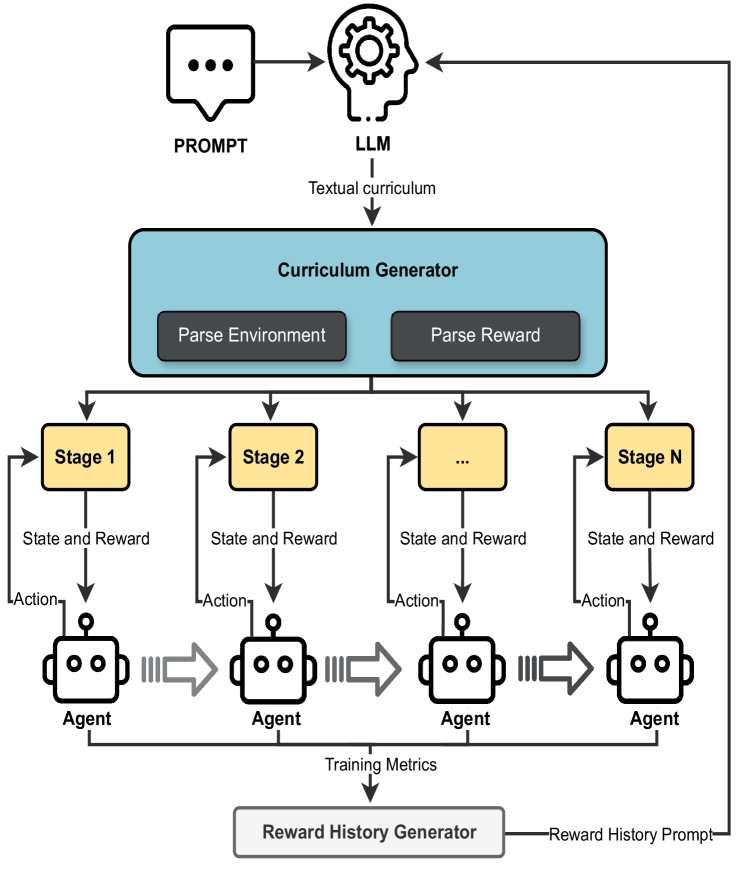 PROMPT
LLM
Textual curriculum
Curriculum Generator
Parse Environment
Parse Reward
Stage 1
Stage 2
...
Stage N
State and Reward
State and Reward
State and Reward
State and Reward
Action
Action
Action
Action
Agent
Agent
Agent
Agent
Training Metrics
Reward History Generator
Reward History Prompt